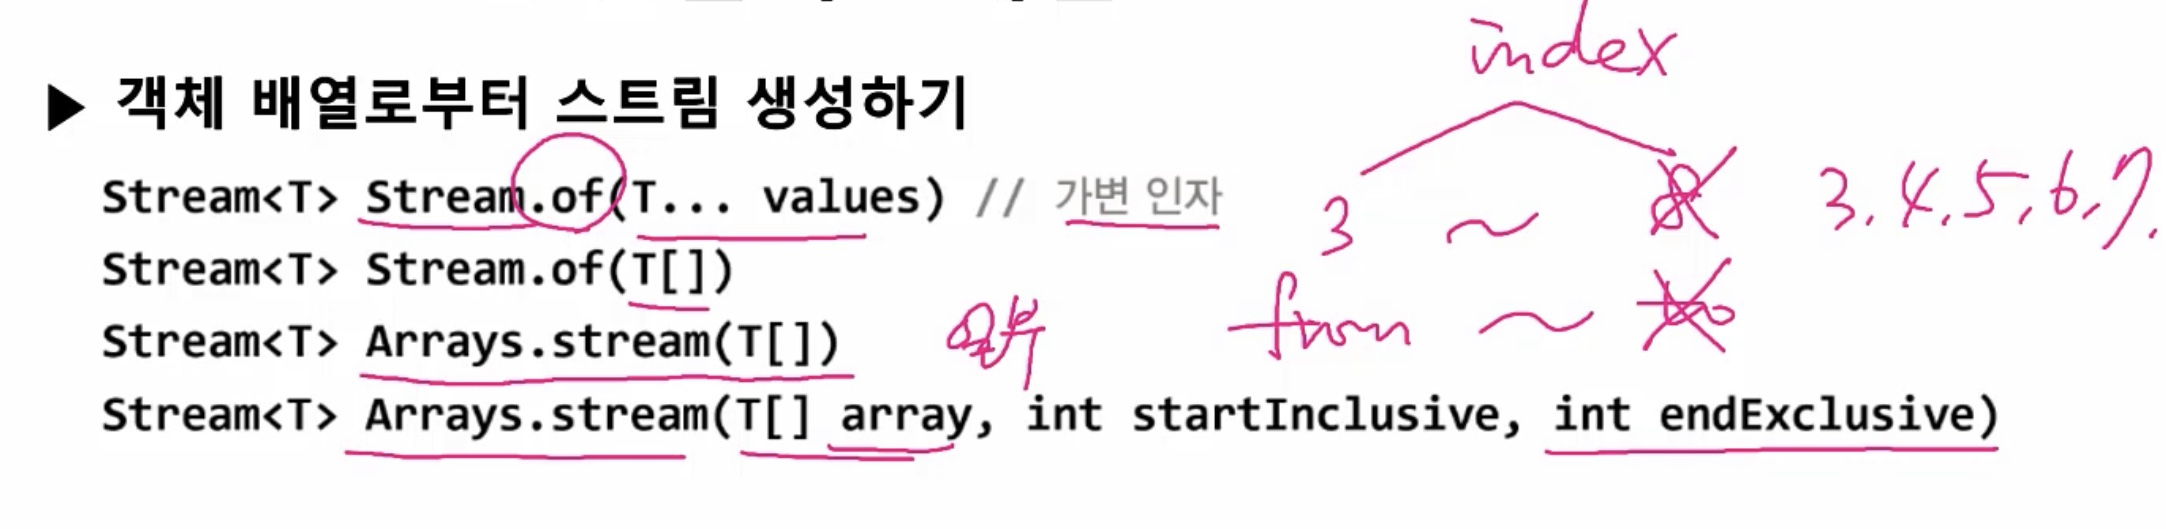 ▶ 객체 배열로부터 스트림 생성하기
index
Stream<T> Stream.of(T... values) // 가변 인자
3 ~ 8 3, 4, 5, 6, 7.
Stream<T> Stream.of(T[])
from ~ to
Stream<T> Arrays.stream(T[])
Stream<T> Arrays.stream(T[] array, int startInclusive, int endExclusive)